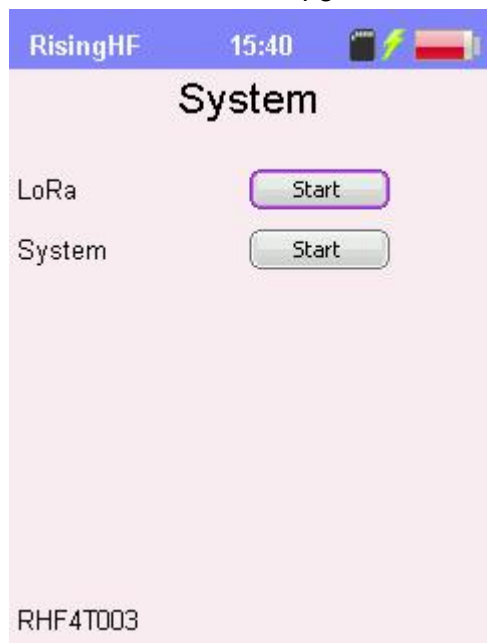 RisingHF 15:40
System
LoRa Start
System Start
RHF4T003